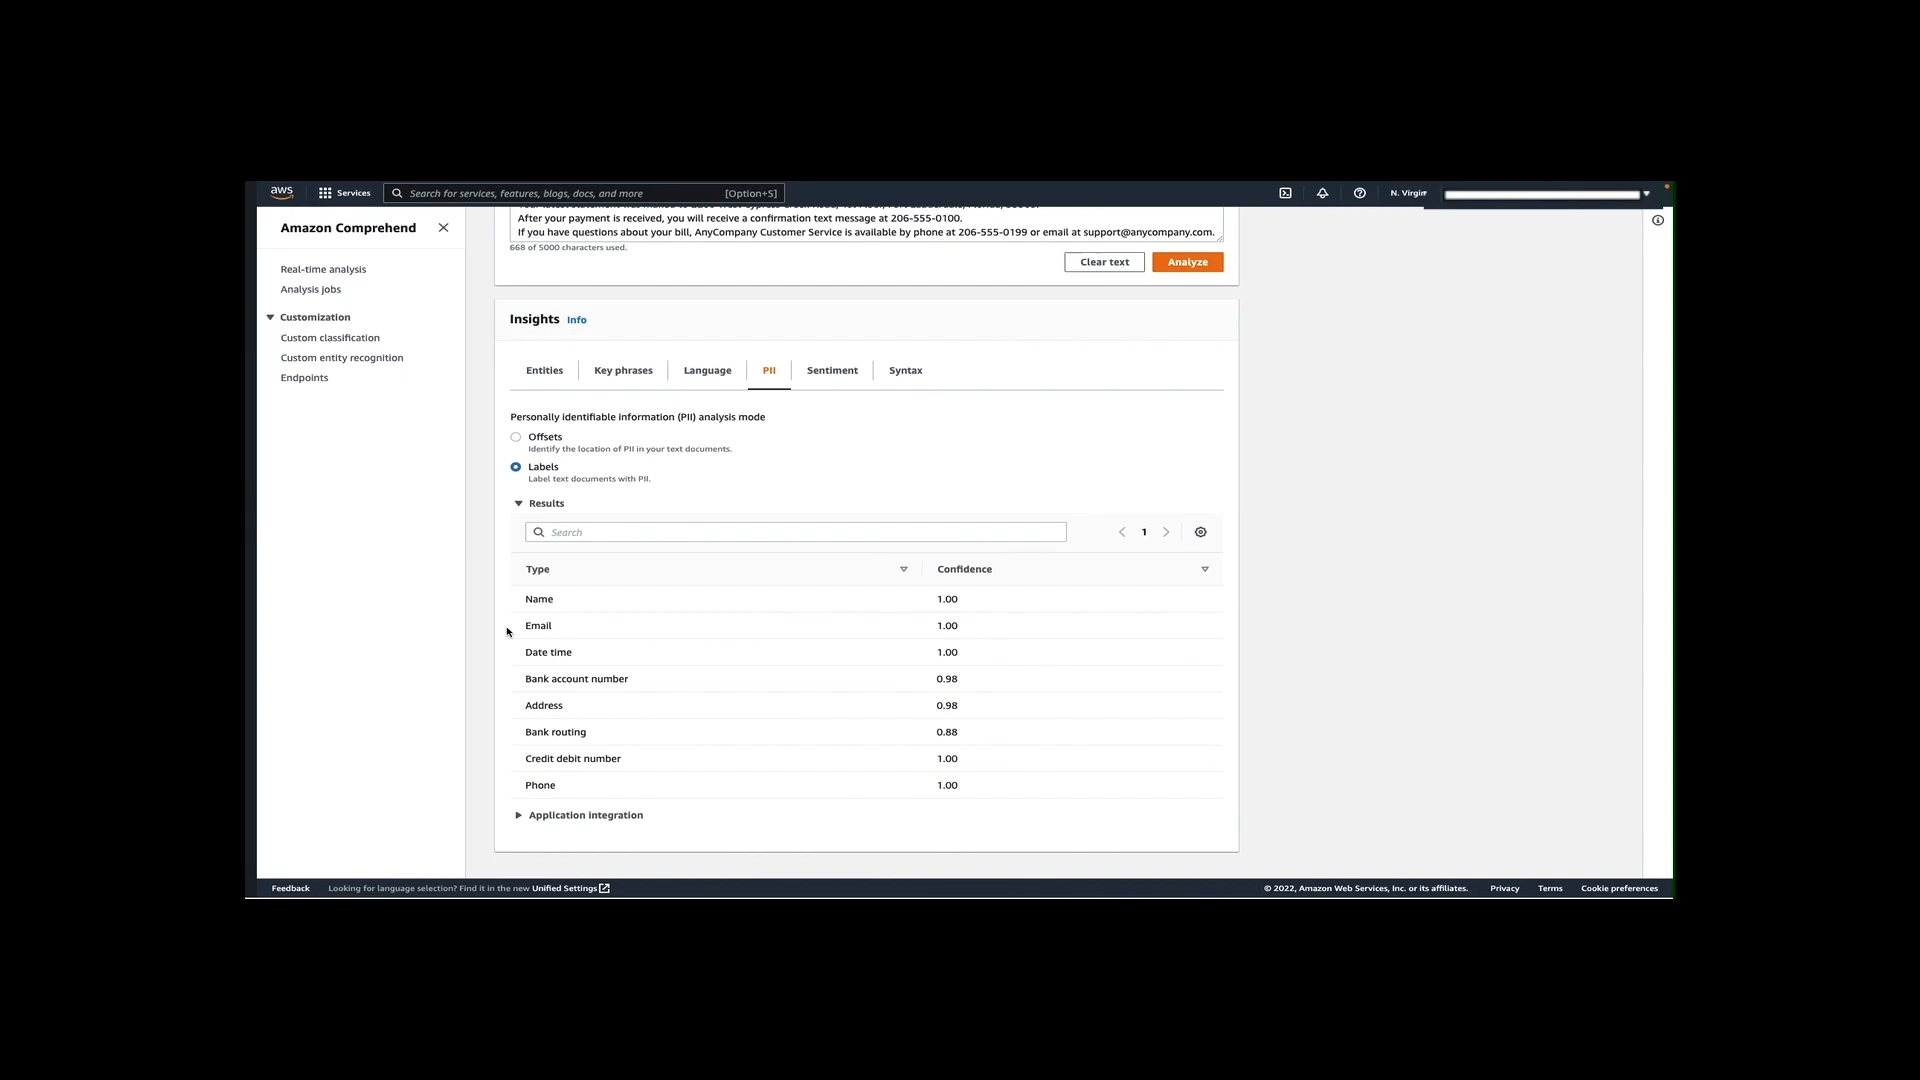 aws
Services
Search for services, features, blogs, docs, and more
[Option+S]
N. Virgin
Amazon Comprehend
Real-time analysis
Analysis jobs
Customization
Custom classification
Custom entity recognition
Endpoints
After your payment is received, you will receive a confirmation text message at 206-555-0100.
If you have questions about your bill, AnyCompany Customer Service is available by phone at 206-555-0199 or email at support@anycompany.com.
668 of 5000 characters used.
Clear text
Analyze
Insights Info
Entities
Key phrases
Language
PII
Sentiment
Syntax
Personally identifiable information (PII) analysis mode
Offsets
Identify the location of PII in your text documents.
Labels
Label text documents with PII.
Results
Search
1
Type
Confidence
Name 1.00
Email 1.00
Date time 1.00
Bank account number 0.98
Address 0.98
Bank routing 0.88
Credit debit number 1.00
Phone 1.00
Application integration
Feedback
Looking for language selection? Find it in the new Unified Settings
© 2022, Amazon Web Services, Inc. or its affiliates.
Privacy
Terms
Cookie preferences